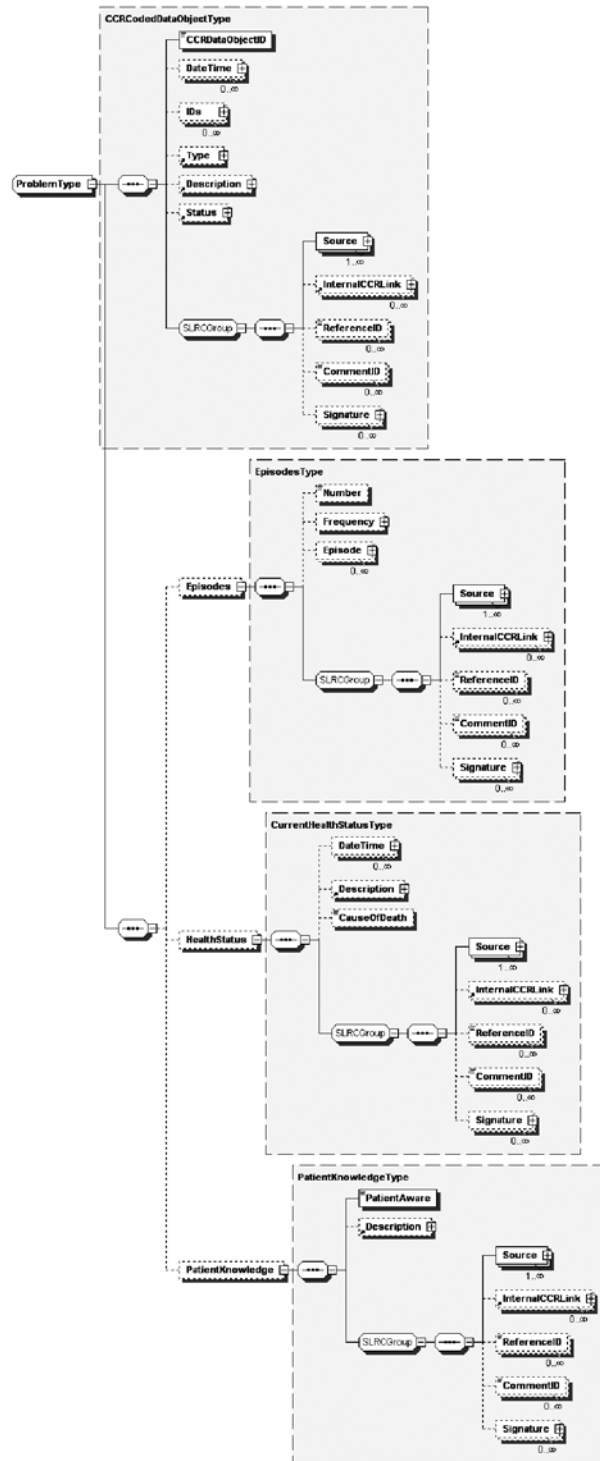 CCRCodedDataObjectType
CCRDataObjectID
DateTime
0..∞
IDs
0..∞
Type
ProblemType
Description
Status
Source
1..∞
InternalCCRLink
0..∞
SLRCGroup
ReferenceID
0..∞
CommentID
0..∞
Signature
0..∞
EpisodesType
Number
Frequency
Episode
0..∞
Episodes
Source
1..∞
InternalCCRLink
0..∞
SLRCGroup
ReferenceID
0..∞
CommentID
0..∞
Signature
0..∞
CurrentHealthStatusType
DateTime
0..∞
Description
CauseOfDeath
HealthStatus
Source
1..∞
InternalCCRLink
0..∞
SLRCGroup
ReferenceID
0..∞
CommentID
0..∞
Signature
0..∞
PatientKnowledgeType
PatientAware
Description
Source
1..∞
PatientKnowledge
InternalCCRLink
0..∞
SLRCGroup
ReferenceID
0..∞
CommentID
0..∞
Signature
0..∞